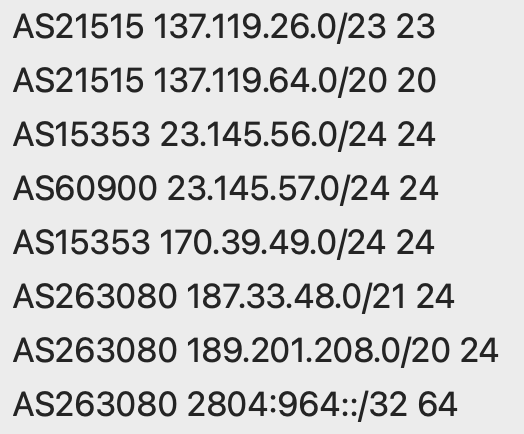 AS21515 137.119.26.0/23 23
AS21515 137.119.64.0/20 20
AS15353 23.145.56.0/24 24
AS60900 23.145.57.0/24 24
AS15353 170.39.49.0/24 24
AS263080 187.33.48.0/21 24
AS263080 189.201.208.0/20 24
AS263080 2804:964::/32 64